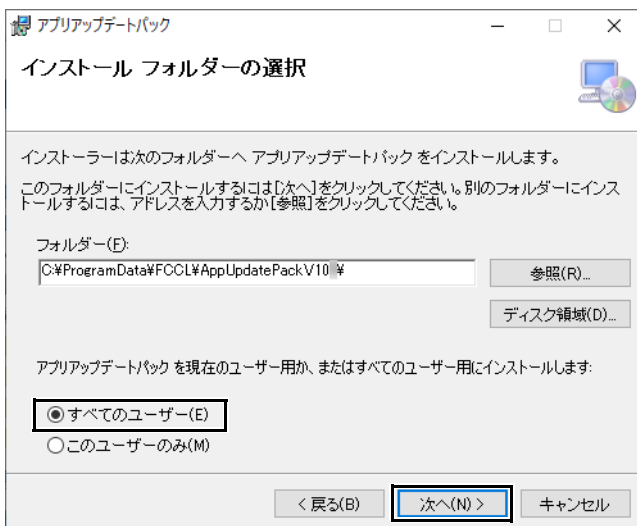 アプリアップデートパック
インストール フォルダーの選択
インストーラーは次のフォルダーへ アプリアップデートパック をインストールします。
このフォルダーにインストールするには[次へ]をクリックしてください。別のフォルダーにインス
トールするには、アドレスを入力するか[参照]をクリックしてください。
フォルダー(F):
C:¥ProgramData¥FCCL¥AppUpdatePackV10 ¥
参照(R)...
ディスク領域(D)...
アプリアップデートパック を現在のユーザー用か、またはすべてのユーザー用にインストールします:
すべてのユーザー(E)
このユーザーのみ(M)
< 戻る(B)
次へ(N) >
キャンセル